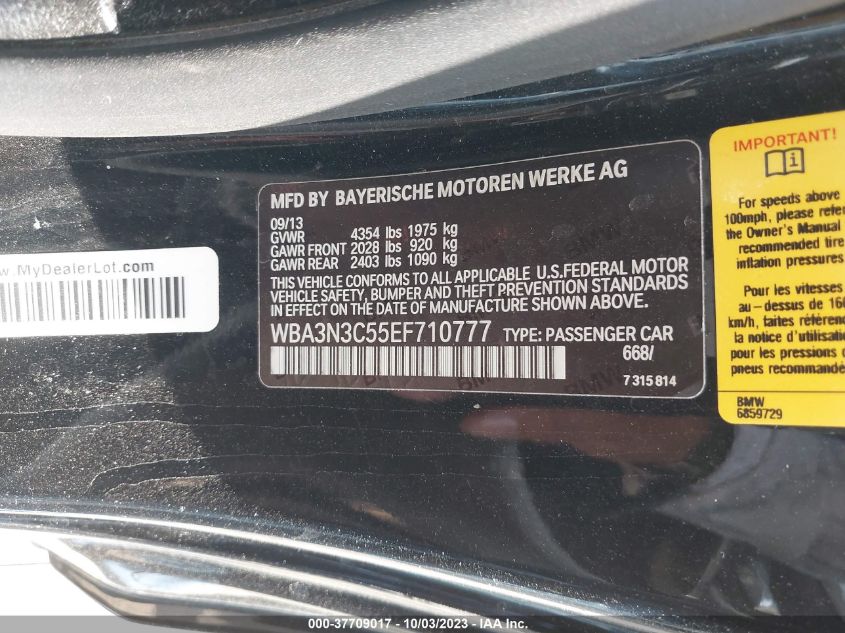 MFD BY BAYERISCHE MOTOREN WERKE AG
09/13
GVWR 4354 lbs 1975 kg
GAWR FRONT 2028 lbs 920 kg
GAWR REAR 2403 lbs 1090 kg
THIS VEHICLE CONFORMS TO ALL APPLICABLE U.S.FEDERAL MOTOR
VEHICLE SAFETY, BUMPER AND THEFT PREVENTION STANDARDS
IN EFFECT ON THE DATE OF MANUFACTURE SHOWN ABOVE.
WBA3N3C55EF710777 TYPE: PASSENGER CAR
668/
7 315 814
www.MyDealerLot.com
IMPORTANT!
For speeds above
100mph, please refer
the Owner's Manual
recommended tire
inflation pressures
Pour les vitesses
au-dessus de 160
km/h, faites référenc
la notice d'utilisati
pour les pressions d
pneus recommandé
BMW
6859729
000-37709017 - 10/03/2023 - IAAI Inc.